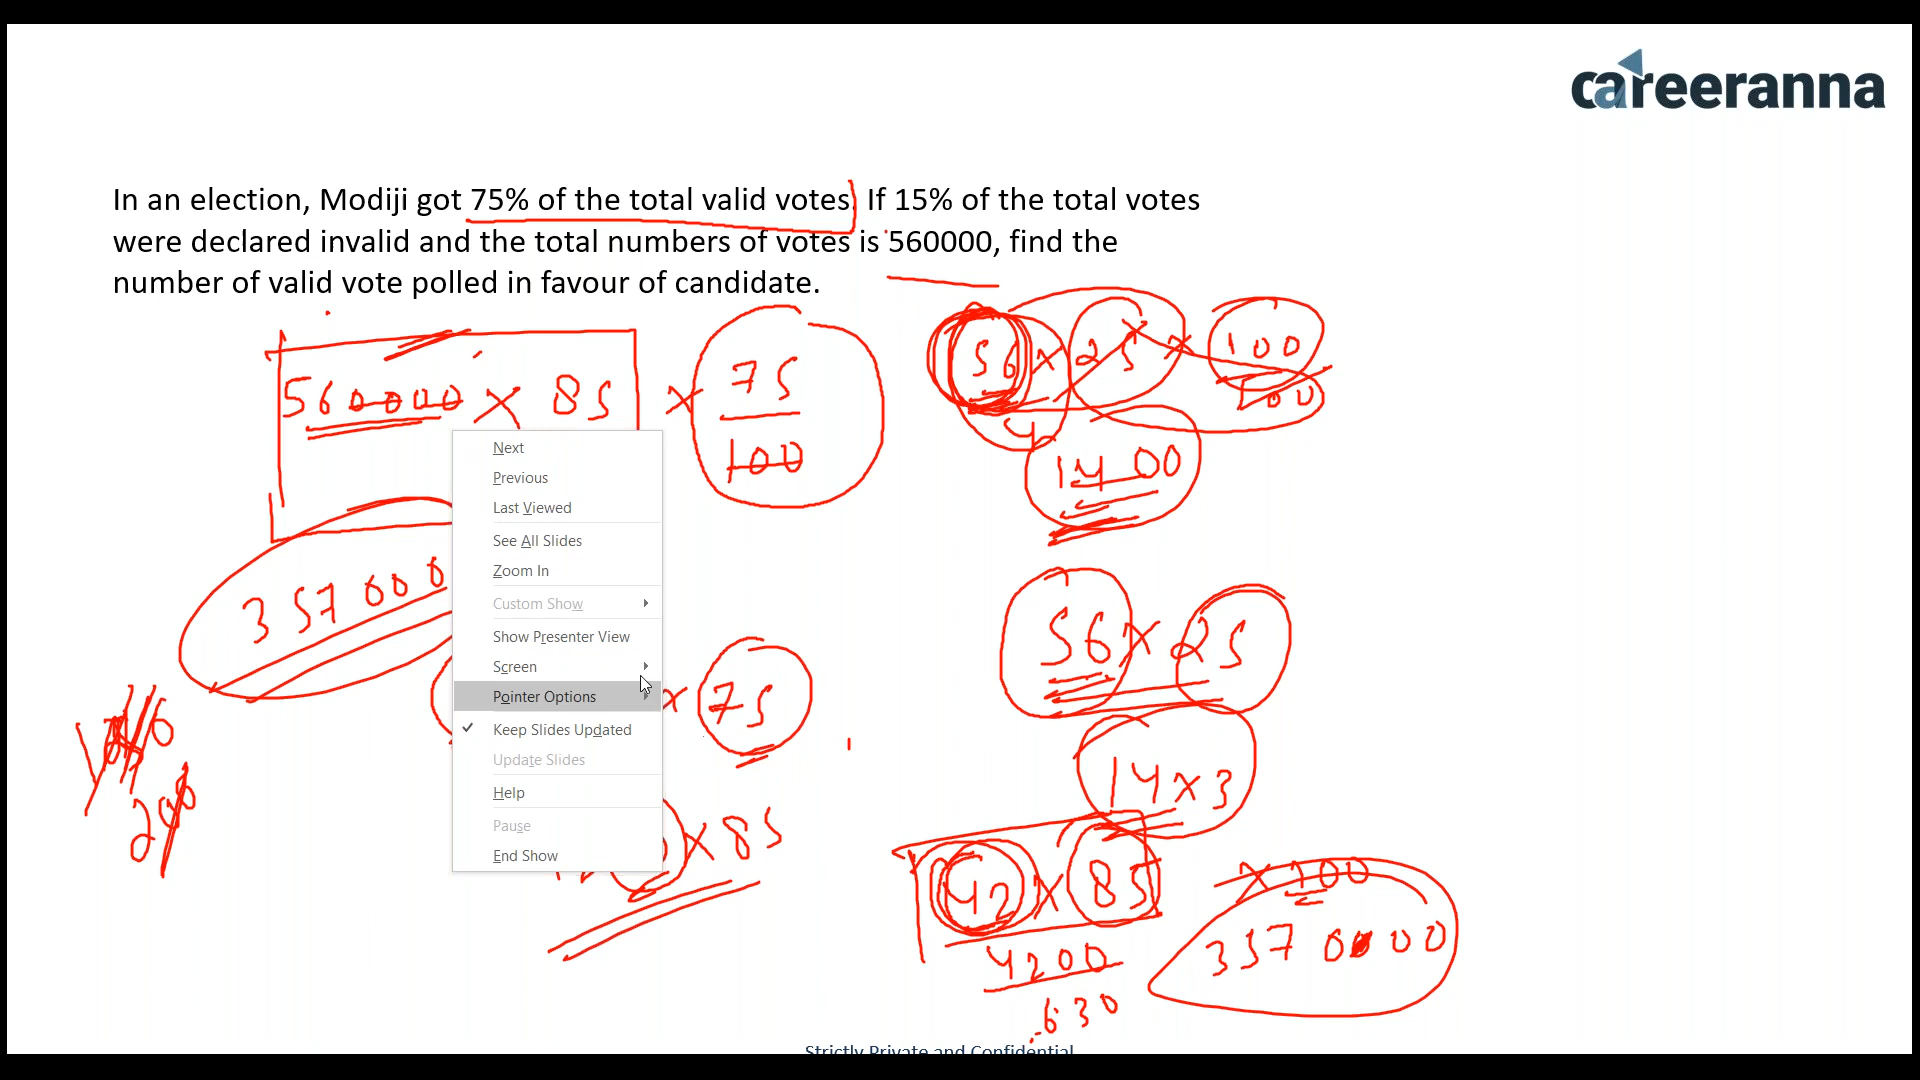 careeranna
In an election, Modiji got 75% of the total valid votes. If 15% of the total votes
were declared invalid and the total numbers of votes is 560000, find the
number of valid vote polled in favour of candidate.
560000 × 85 × 75
100
56 × 25 × 100
100
4
1400
357000
Next
Previous
Last Viewed
See All Slides
Zoom In
Custom Show
Show Presenter View
Screen
Pointer Options
Keep Slides Updated
Update Slides
Help
Pause
End Show
× 75
× 85
56 × 25
14 × 3
42 × 85
× 100
4200
630
357 0000
Strictly Private and Confidential